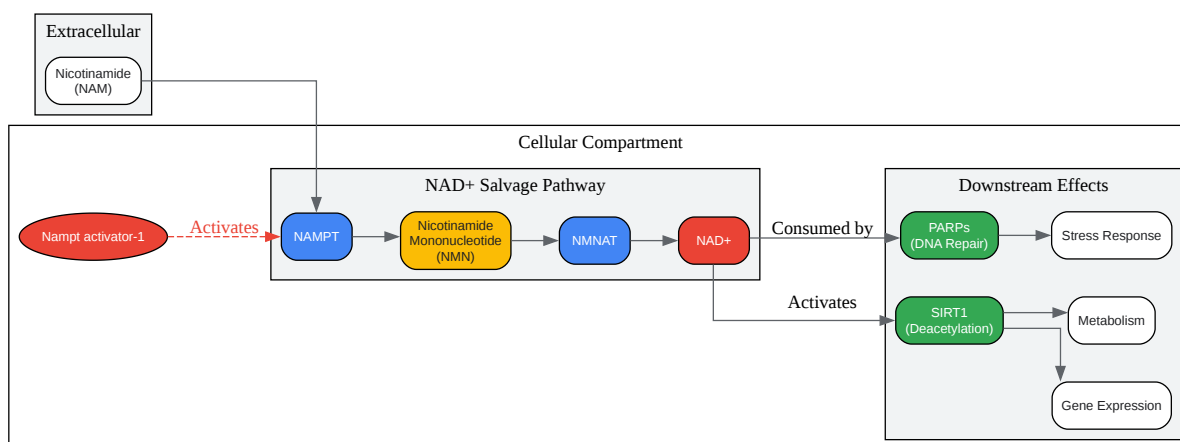 Extracellular
Nicotinamide
(NAM)
Cellular Compartment
NAD+ Salvage Pathway
Downstream Effects
Nampt activator-1
Activates
NAMPT
Nicotinamide
Mononucleotide
(NMN)
NMNAT
NAD+
Consumed by
PARPs
(DNA Repair)
Stress Response
Activates
SIRT1
(Deacetylation)
Metabolism
Gene Expression